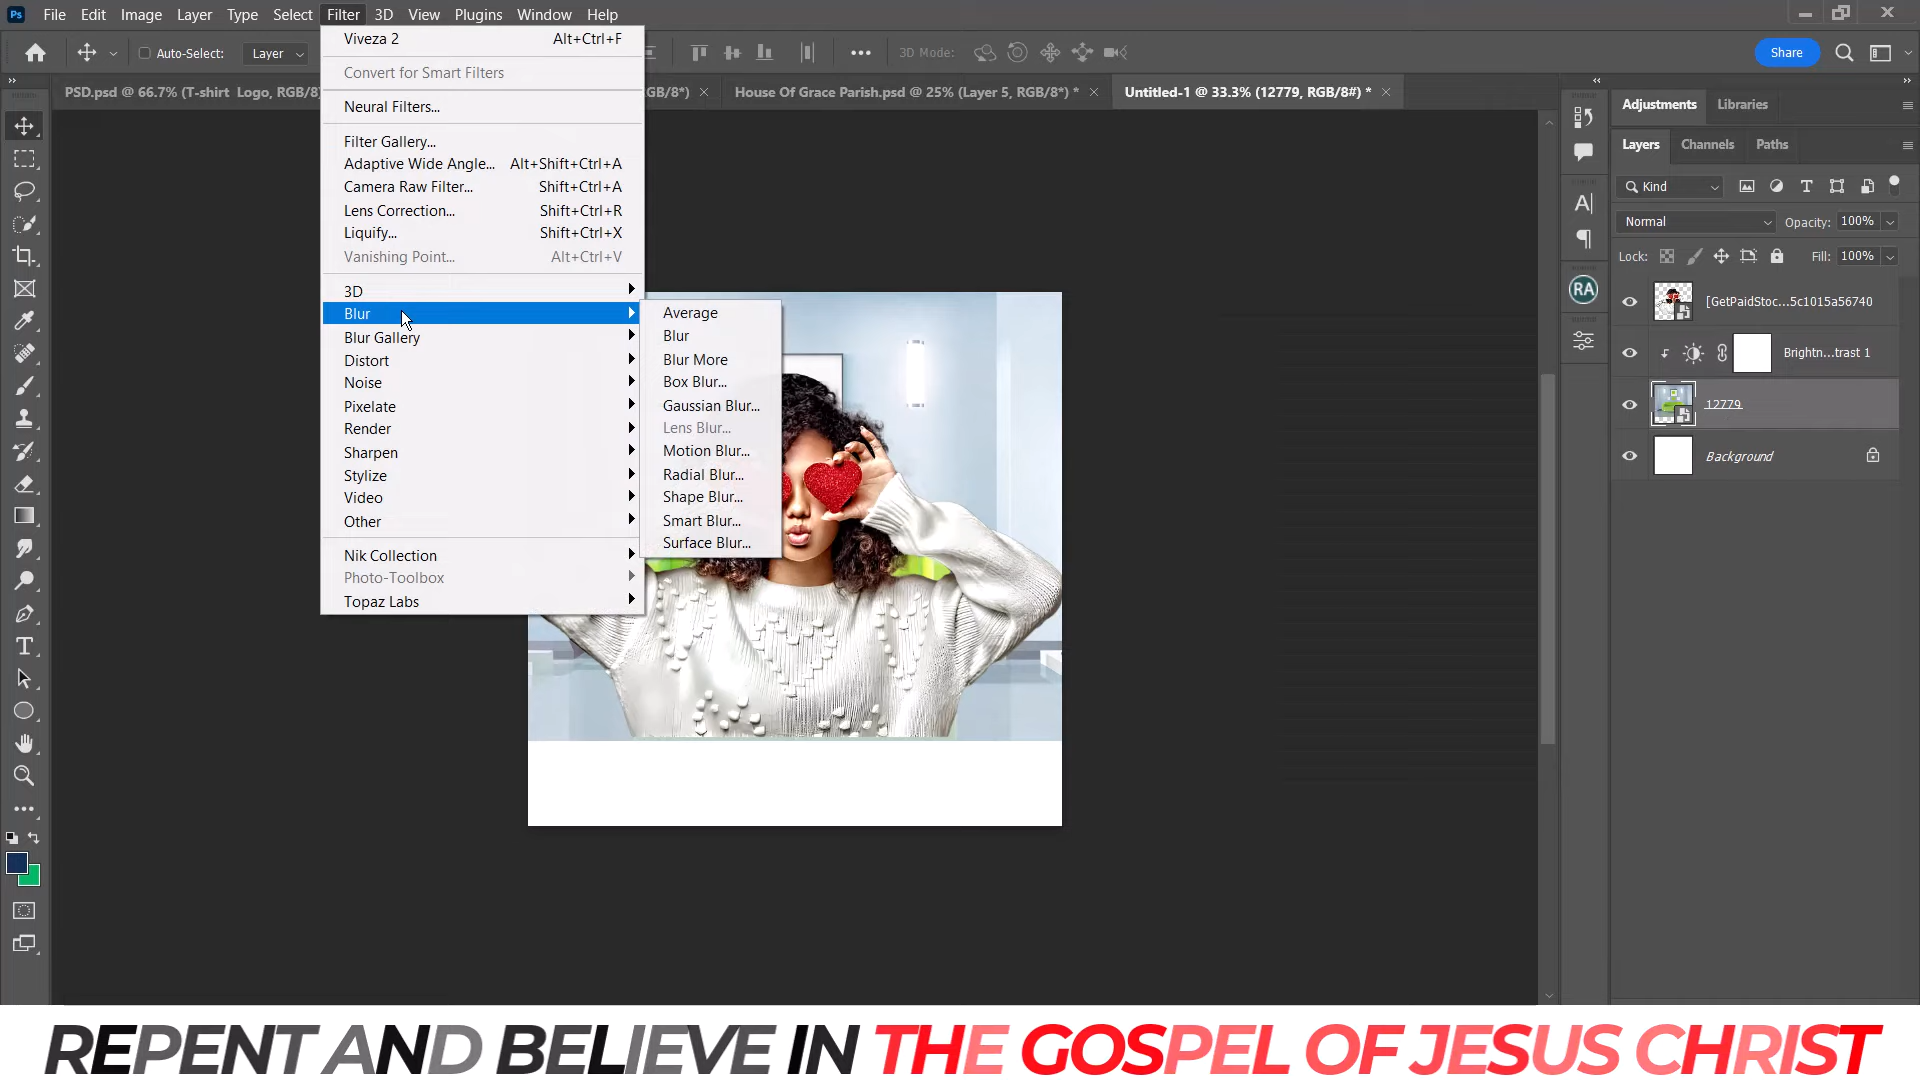 Ps File Edit Image Layer Type Select Filter 3D View Plugins Window Help
Auto-Select: Layer 3D Mode: Share
PSD.psd @ 66.7% (T-shirt Logo, RGB/8) GB/8*) House Of Grace Parish.psd @ 25% (Layer 5, RGB/8*) * Untitled-1 @ 33.3% (12779, RGB/8#) *
Viveza 2 Alt+Ctrl+F
Convert for Smart Filters
Neural Filters...
Filter Gallery...
Adaptive Wide Angle... Alt+Shift+Ctrl+A
Camera Raw Filter... Shift+Ctrl+A
Lens Correction... Shift+Ctrl+R
Liquify... Shift+Ctrl+X
Vanishing Point... Alt+Ctrl+V
3D
Blur
Blur Gallery
Distort
Noise
Pixelate
Render
Sharpen
Stylize
Video
Other
Nik Collection
Photo-Toolbox
Topaz Labs
Average
Blur
Blur More
Box Blur...
Gaussian Blur...
Lens Blur...
Motion Blur...
Radial Blur...
Shape Blur...
Smart Blur...
Surface Blur...
RA
Adjustments Libraries
Layers Channels Paths
Kind
Normal Opacity: 100%
Lock: Fill: 100%
[GetPaidStoc...5c1015a56740
Brightn...trast 1
12779
Background
REPENT AND BELIEVE IN THE GOSPEL OF JESUS CHRIST